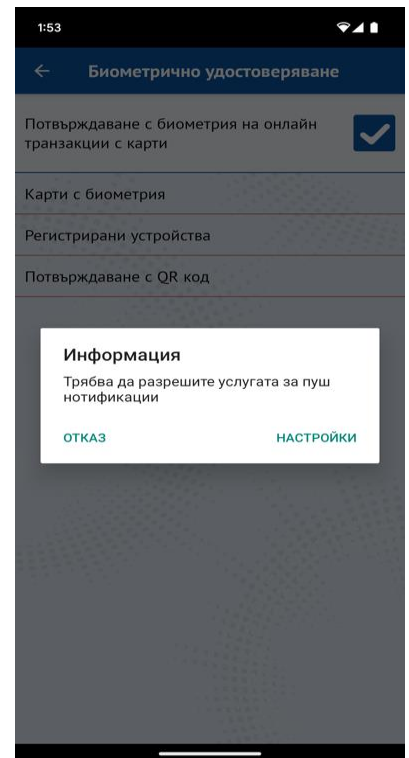 1:53
Биометрично удостоверяване
Потвърждаване с биометрия на онлайн
транзакции с карти
Карти с биометрия
Регистрирани устройства
Потвърждаване с QR код
Информация
Трябва да разрешите услугата за пуш
нотификации
ОТКАЗ
НАСТРОЙКИ